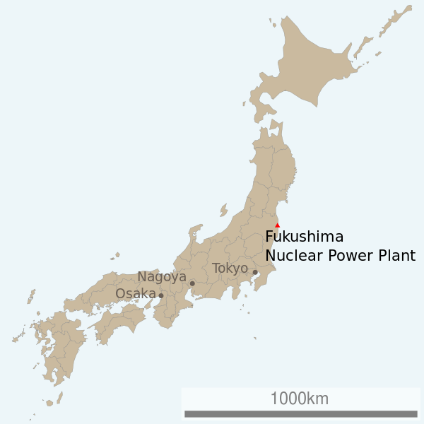 Fukushima
Nuclear Power Plant
Tokyo
Nagoya
Osaka
1000km